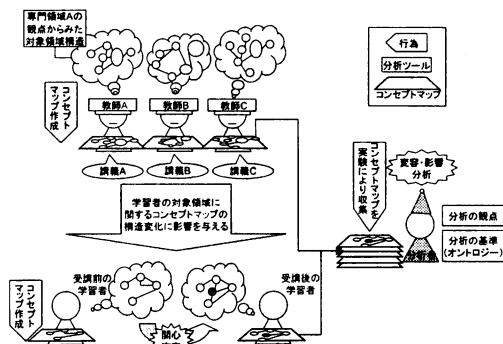 専門領域Aの
観点からみた
対象領域構造
行為
分析ツール
コンセプトマップ
教師A
教師B
教師C
コンセプト
マップ作成
講義A
講義B
講義C
学習者の対象領域に
関するコンセプトマップの
構造変化に影響を与える
コンセプトマップを
実験により収集
変容・影響
分析
分析の観点
分析の基準
(オントロジー)
分析者
受講前の
学習者
受講後の
学習者
コンセプト
マップ作成
関心